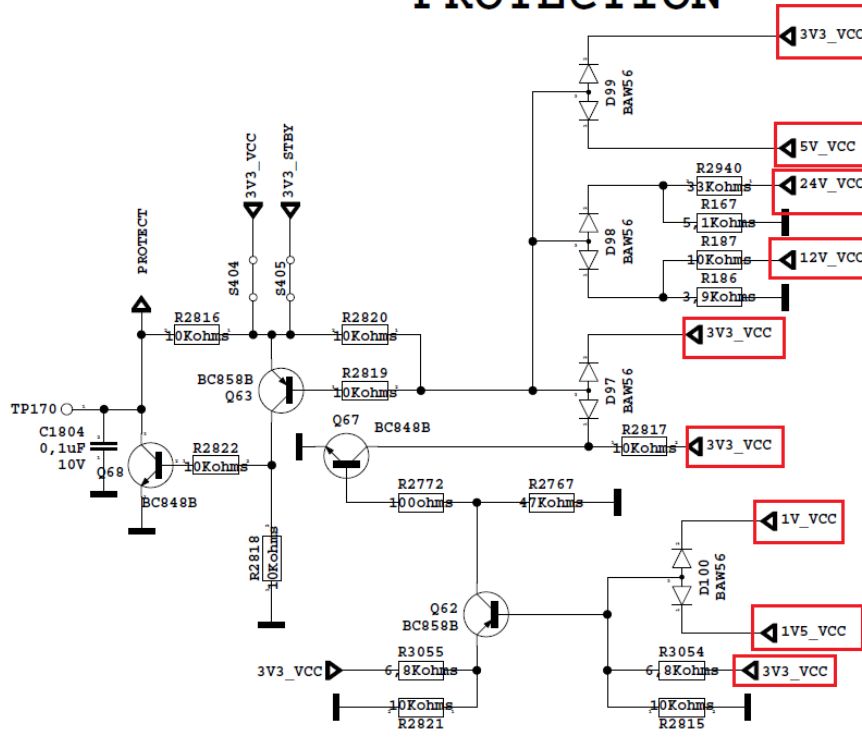 PROTECTION
3V3_VCC
D99
BAW56
5V_VCC
3V3_VCC
3V3_STBY
R2940
33Kohms
24V_VCC
R167
5,1Kohms
PROTECT
D98
BAW56
R187
10Kohms
12V_VCC
S404
S405
R186
3,9Kohms
R2816
10Kohms
R2820
10Kohms
3V3_VCC
BC858B
Q63
R2819
10Kohms
D97
BAW56
TP170
Q67
BC848B
C1804
0,1uF
10V
Q68
R2822
10Kohms
R2817
10Kohms
3V3_VCC
BC848B
R2772
100ohms
R2767
47Kohms
1V_VCC
R2818
10Kohms
D100
BAW56
Q62
BC858B
1V5_VCC
3V3_VCC
R3055
6,8Kohms
R3054
6,8Kohms
3V3_VCC
10Kohms
R2821
10Kohms
R2815